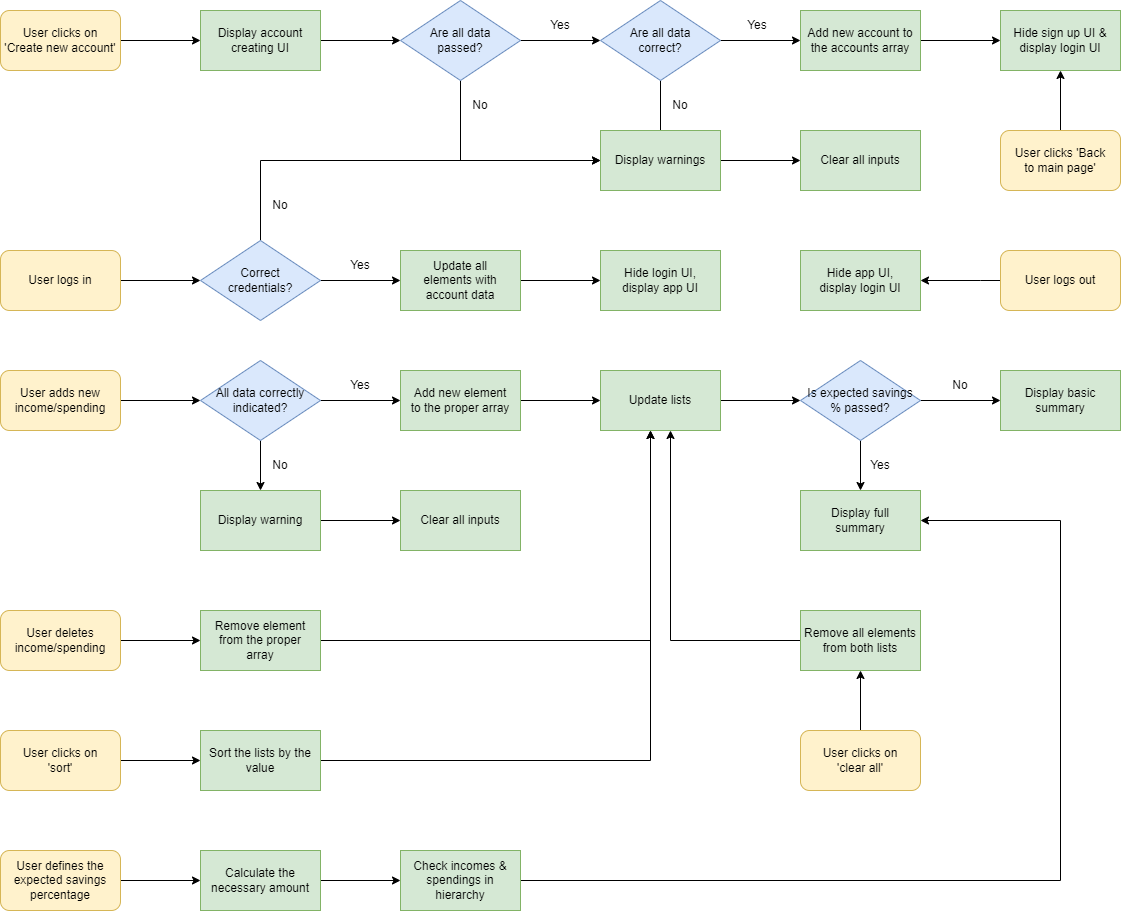 User clicks on
'Create new account'
Display account
creating UI
Are all data
passed?
Yes
Are all data
correct?
Yes
Add new account to
the accounts array
Hide sign up UI &
display login UI
No
No
Display warnings
Clear all inputs
User clicks 'Back
to main page'
No
User logs in
Correct
credentials?
Yes
Update all
elements with
account data
Hide login UI,
display app UI
Hide app UI,
display login UI
User logs out
User adds new
income/spending
All data correctly
indicated?
Yes
Add new element
to the proper array
Update lists
Is expected savings
% passed?
No
Display basic
summary
No
Yes
Display warning
Clear all inputs
Display full
summary
User deletes
income/spending
Remove element
from the proper
array
Remove all elements
from both lists
User clicks on
'sort'
Sort the lists by the
value
User clicks on
'clear all'
User defines the
expected savings
percentage
Calculate the
necessary amount
Check incomes &
spendings in
hierarchy